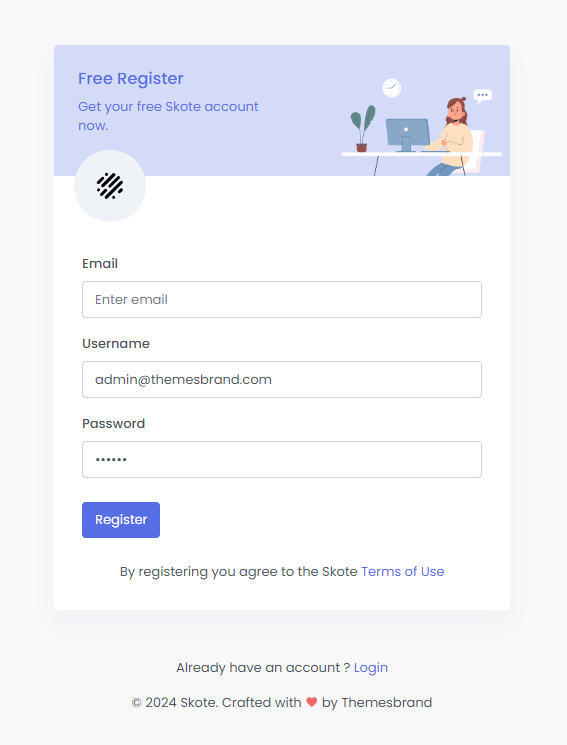 Free Register
Get your free Skote account
now.
Email
Enter email
Username
admin@themesbrand.com
Password
••••••
Register
By registering you agree to the Skote Terms of Use
Already have an account ? Login
© 2024 Skote. Crafted with ❤ by Themesbrand